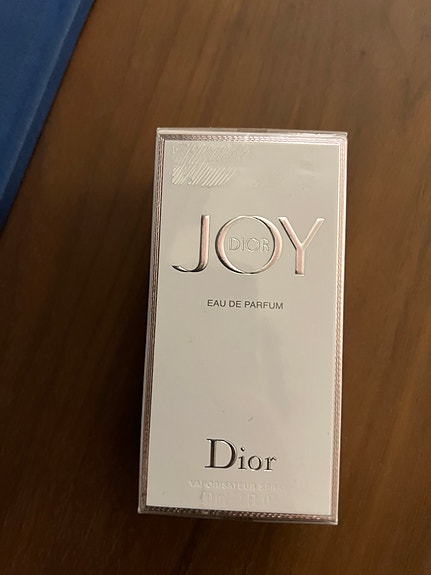 JOY
DIOR
EAU DE PARFUM
Dior
VAPORISATEUR SPRAY